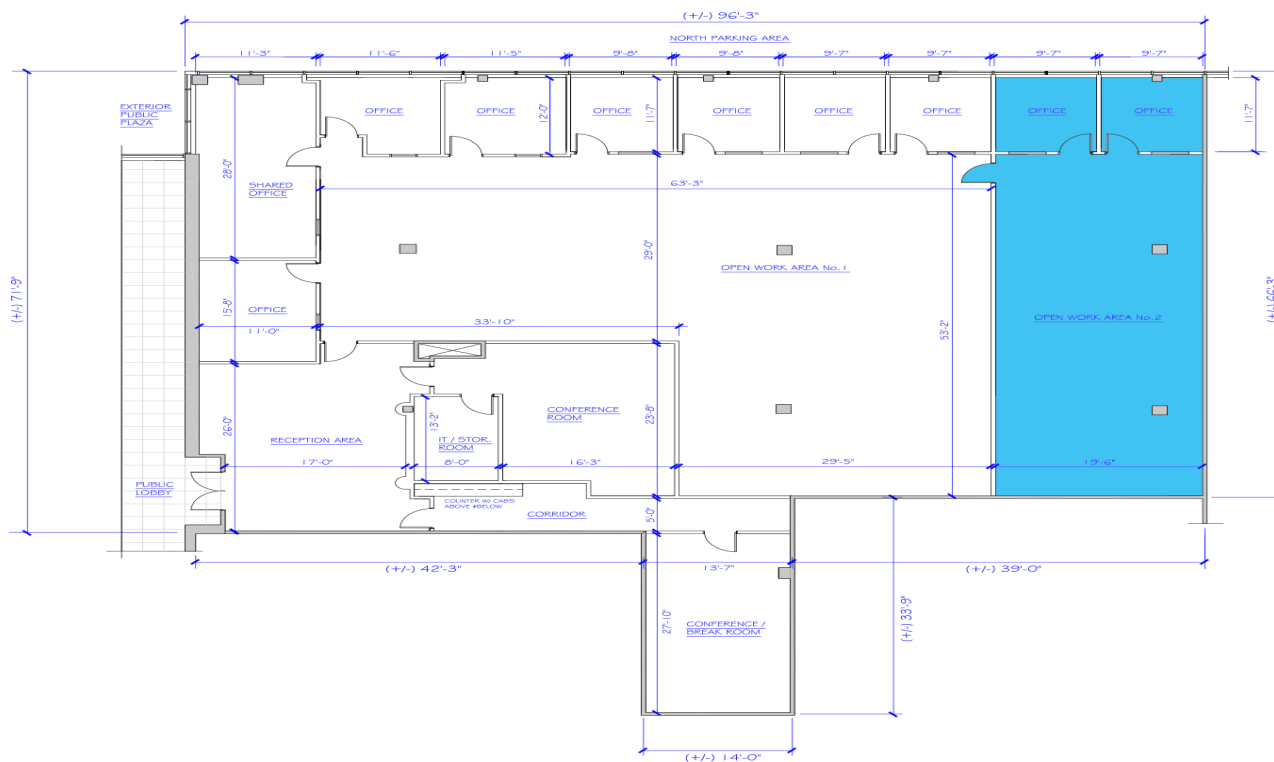 (+/-) 96'-3"
NORTH PARKING AREA
11'-3" 11'-6" 11'-5" 9'-8" 9'-8" 9'-7" 9'-7" 9'-7" 9'-7"
EXTERIOR
PUBLIC
PLAZA
OFFICE OFFICE OFFICE OFFICE OFFICE OFFICE OFFICE OFFICE
12'-0" 11'-7" 11'-7"
28'-0"
SHARED
OFFICE
63'-3"
29'-0"
OPEN WORK AREA No.1
(+/-) 71'-9"
(+/-) 66'-3"
15'-8"
OFFICE
11'-0"
33'-10"
53'-2"
OPEN WORK AREA No.2
26'-0"
RECEPTION AREA
17'-0"
13'-2"
IT / STOR.
ROOM
8'-0"
CONFERENCE
ROOM
16'-3"
23'-8"
29'-5"
19'-6"
PUBLIC
LOBBY
COUNTER W/ CABS
ABOVE &BELOW
CORRIDOR
5'-0"
(+/-) 42'-3"
13'-7"
(+/-) 39'-0"
27'-10"
CONFERENCE /
BREAK ROOM
(+/-) 33'-9"
(+/-) 14'-0"